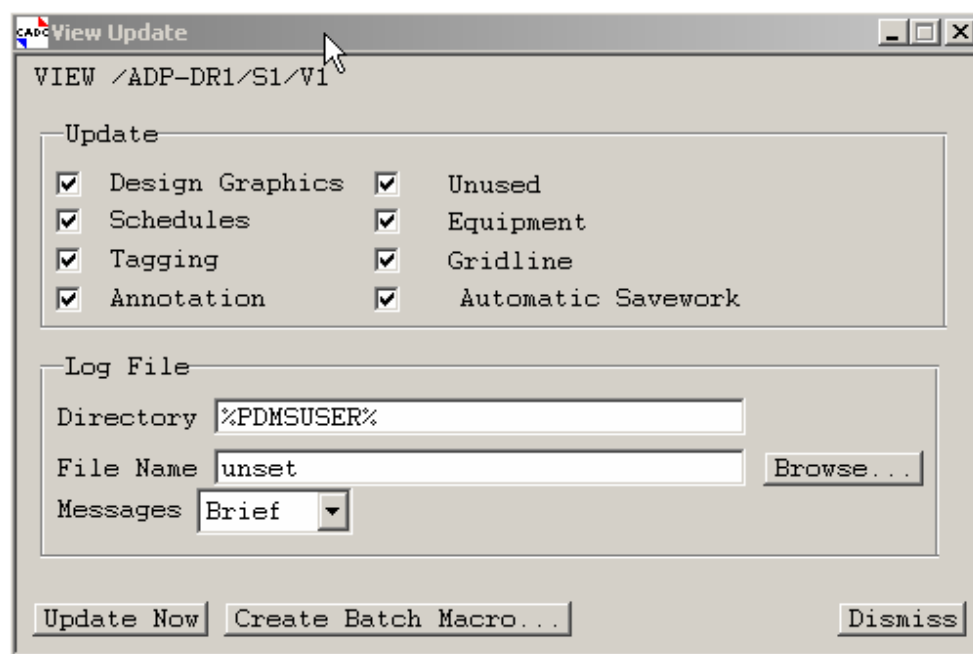 CADC View Update
VIEW /ADP-DR1/S1/V1
Update
Design Graphics Unused
Schedules Equipment
Tagging Gridline
Annotation Automatic Savework
Log File
Directory %PDMSUSER%
File Name unset Browse...
Messages Brief
Update Now Create Batch Macro... Dismiss